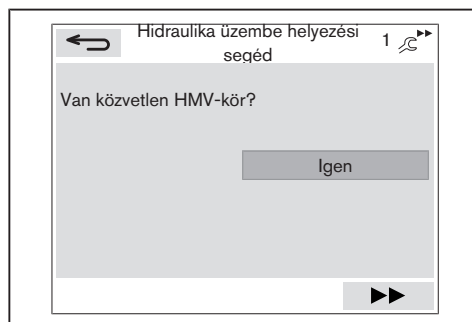 Hidraulika üzembe helyezési
segéd
1
Van közvetlen HMV-kör?
Igen